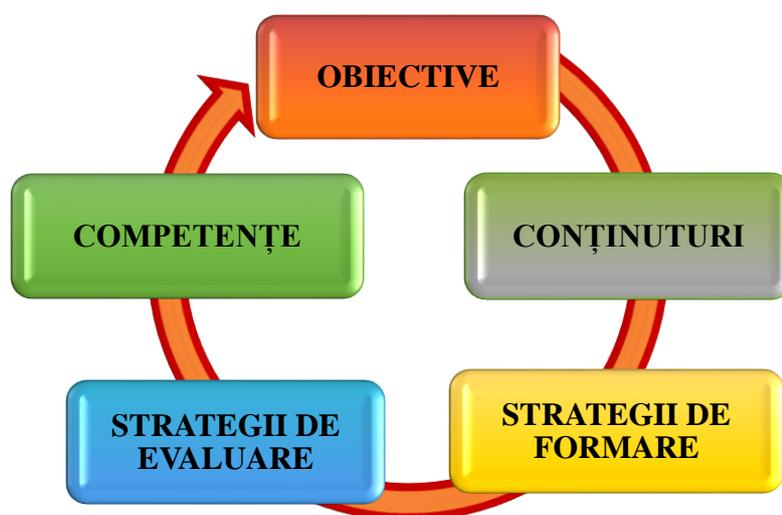 OBIECTIVE
CONȚINUTURI
STRATEGII DE
FORMARE
STRATEGII DE
EVALUARE
COMPETENȚE